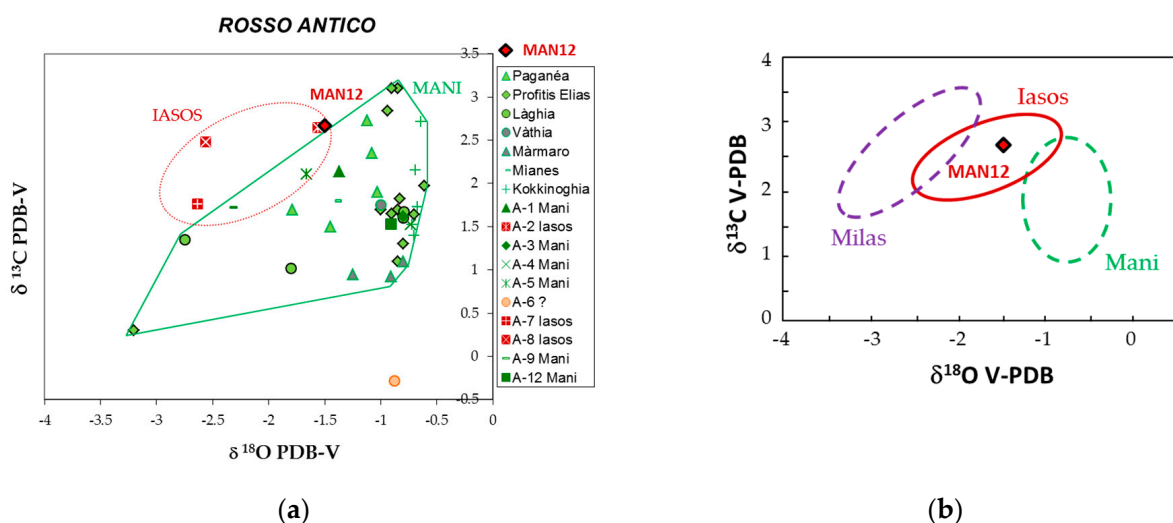 ROSSO ANTICO
MAN12
IASOS
MAN12
MANI
3.5
3
2.5
2
1.5
1
0.5
0
-0.5
δ ¹³C PDB-V
-4
-3.5
-3
-2.5
-2
-1.5
-1
-0.5
0
δ ¹⁸O PDB-V
Paganéa
Profitis Elias
Làghia
Vàthia
Màrmaro
Mianes
Kokkinoghia
A-1 Mani
A-2 Iasos
A-3 Mani
A-4 Mani
A-5 Mani
A-6 ?
A-7 Iasos
A-8 Iasos
A-9 Mani
A-12 Mani
(a)
4
3
2
1
0
δ¹³C V-PDB
Iasos
MAN12
Milas
Mani
-4
-3
-2
-1
0
δ¹⁸O V-PDB
(b)